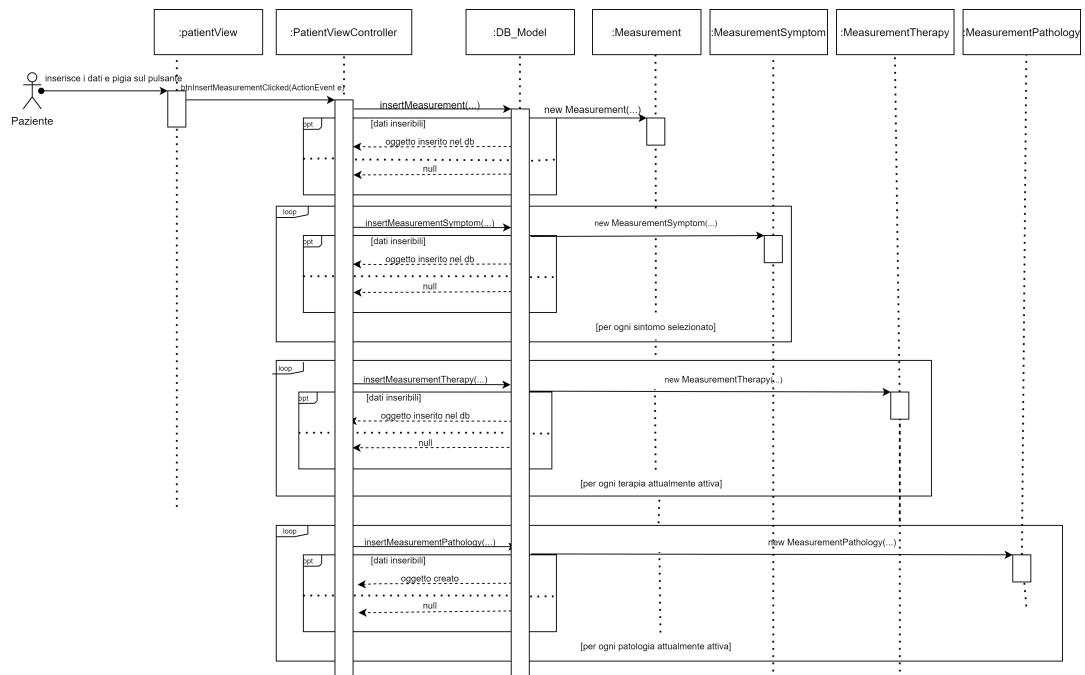 :patientView
:PatientViewController
:DB_Model
:Measurement
:MeasurementSymptom
:MeasurementTherapy
:MeasurementPathology
inserisce i dati e pigia sul pulsante
btnInsertMeasurementClicked(ActionEvent e)
Paziente
insertMeasurement(...)
new Measurement(...)
opt
[dati inseribili]
oggetto inserito nel db
null
loop
insertMeasurementSymptom(...)
new MeasurementSymptom(...)
opt
[dati inseribili]
oggetto inserito nel db
null
[per ogni sintomo selezionato]
loop
insertMeasurementTherapy(...)
new MeasurementTherapy(...)
opt
[dati inseribili]
oggetto inserito nel db
null
[per ogni terapia attualmente attiva]
loop
insertMeasurementPathology(...)
new MeasurementPathology(...)
opt
[dati inseribili]
oggetto creato
null
[per ogni patologia attualmente attiva]